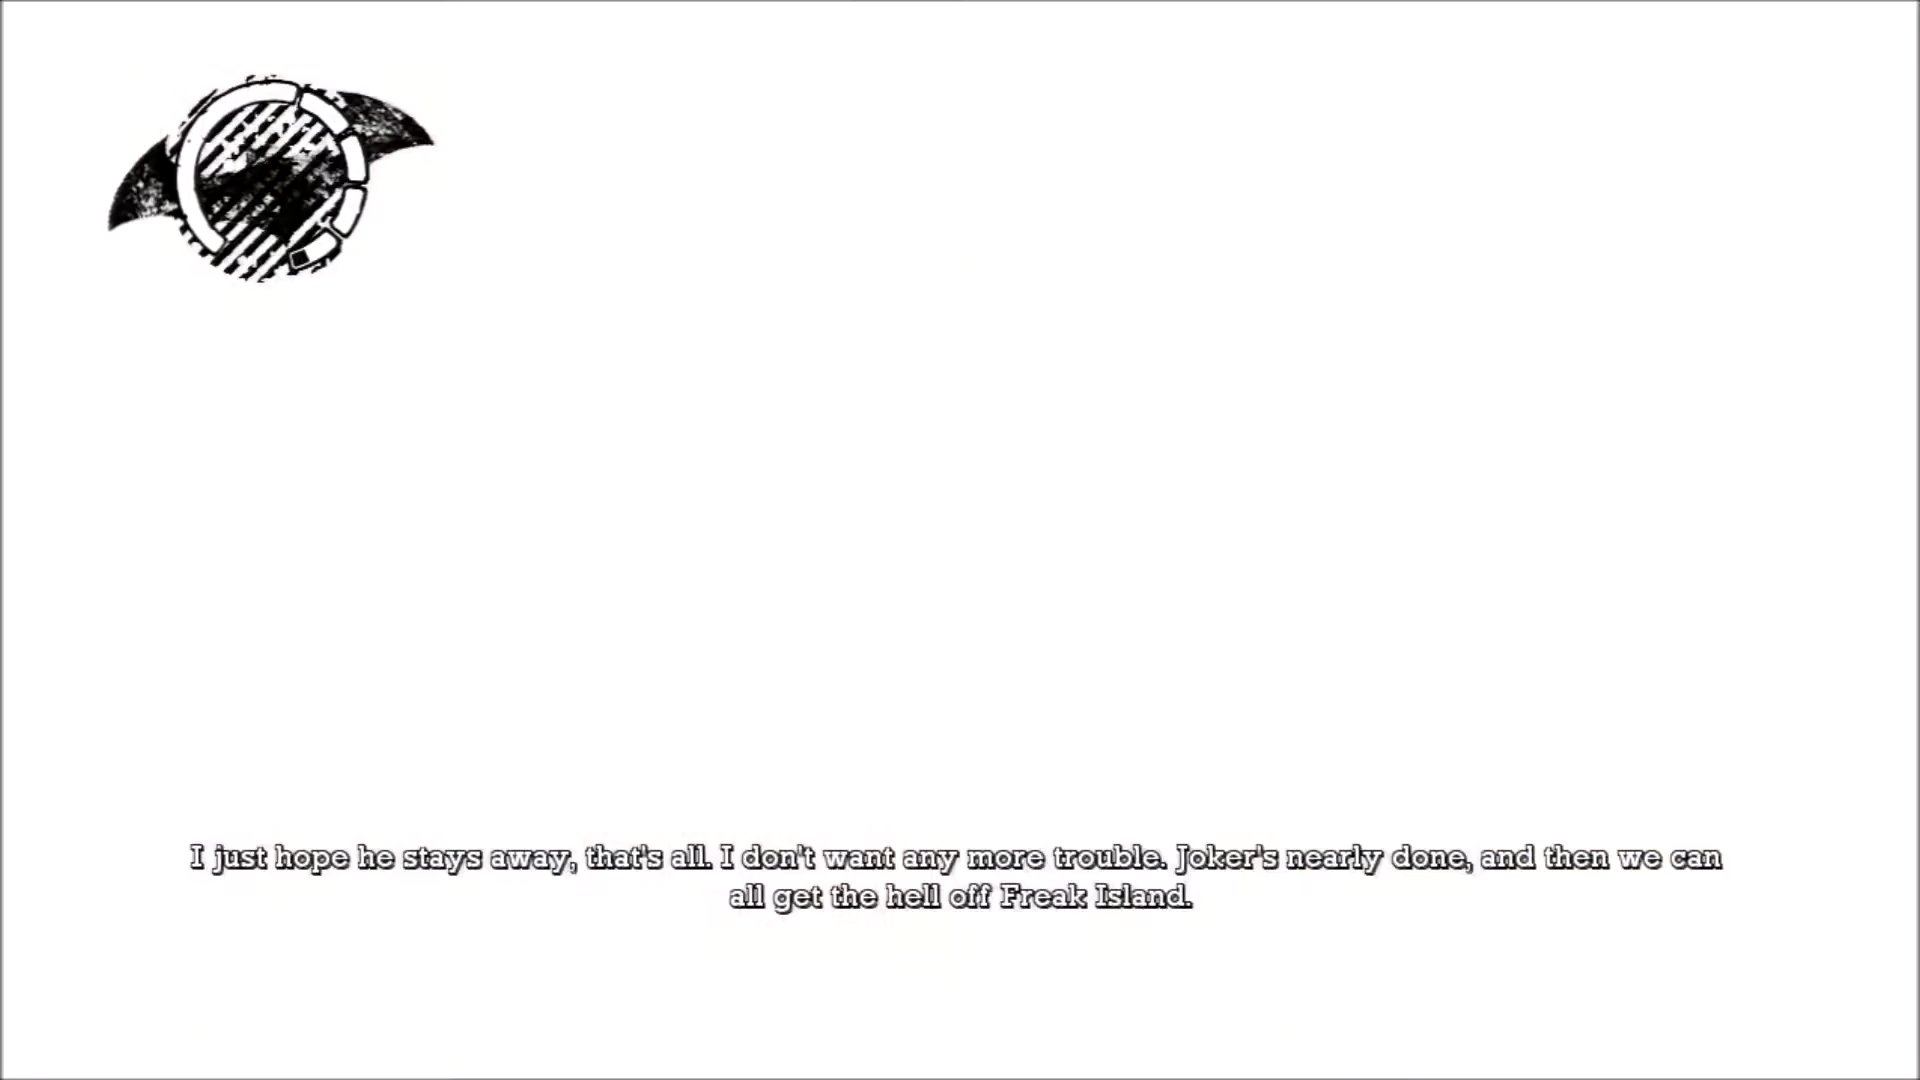 I just hope he stays away, that's all. I don't want any more trouble. Joker's nearly done, and then we can
all get the hell off Freak Island.